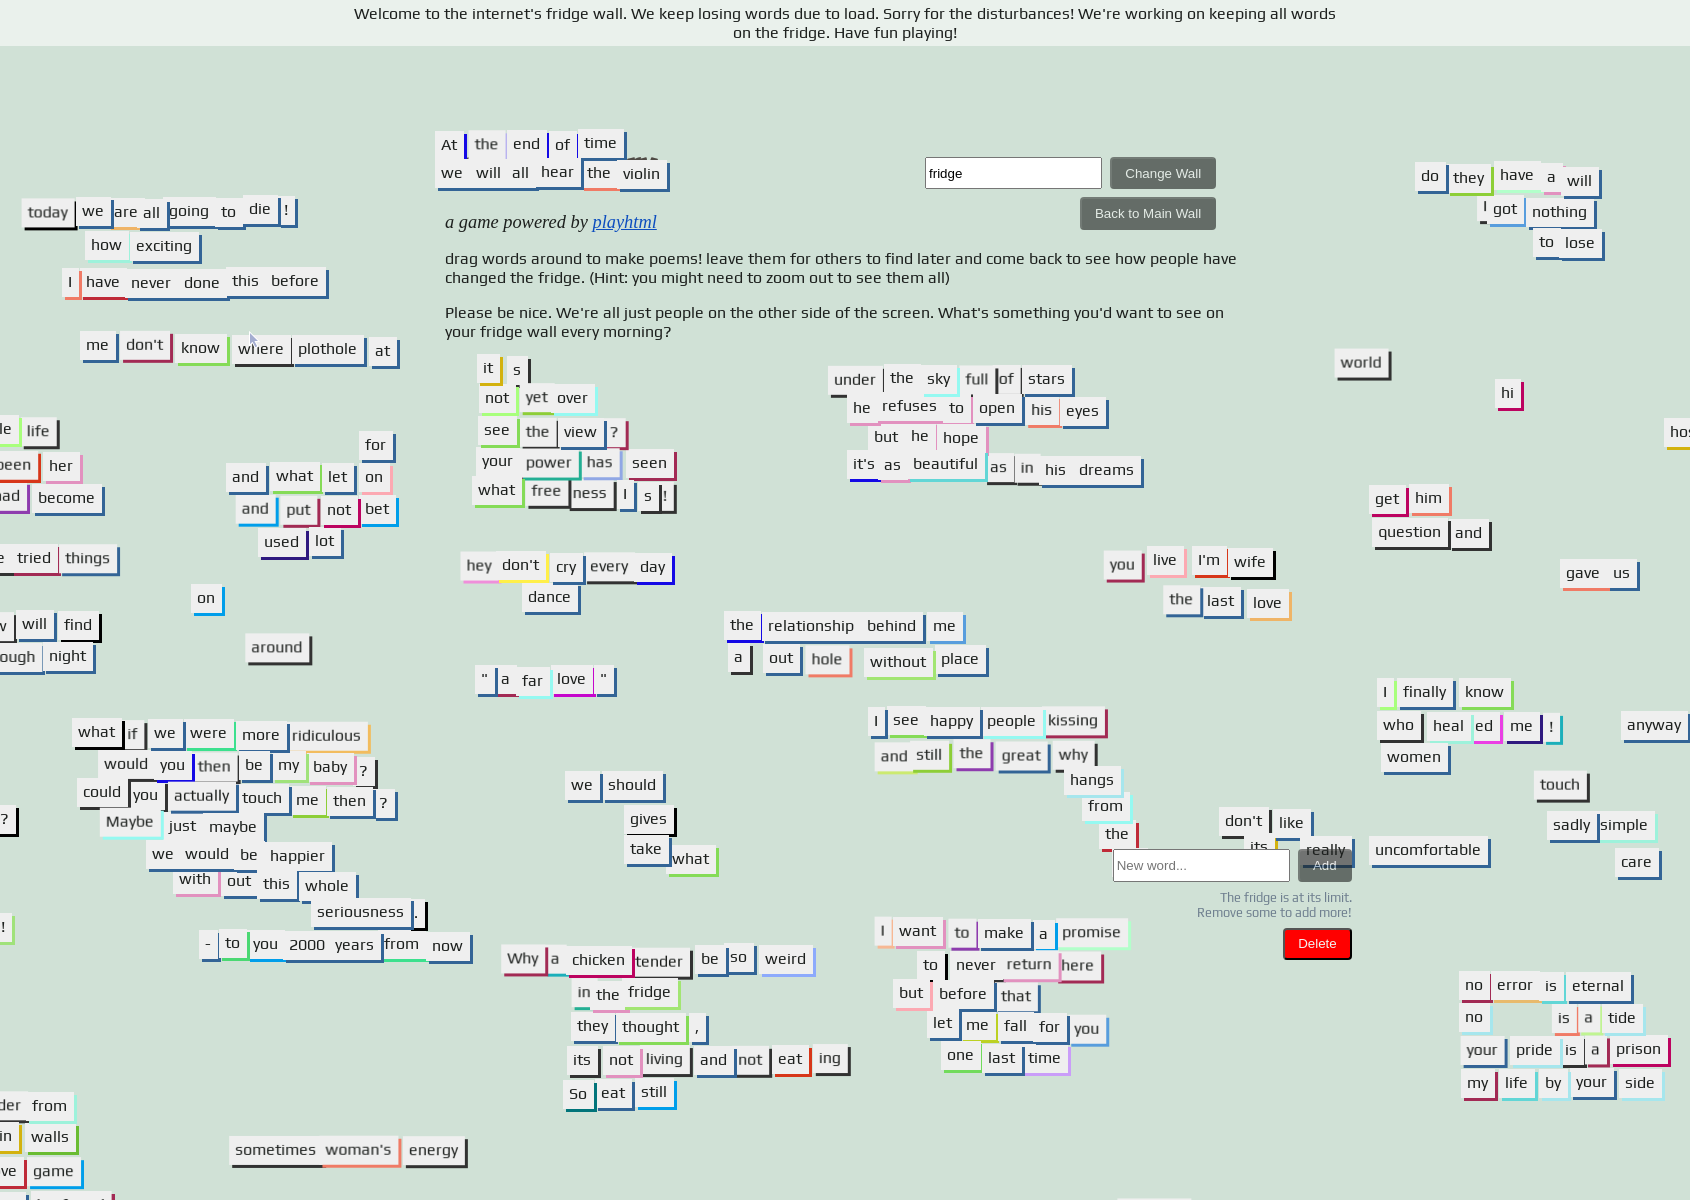 Welcome to the internet's fridge wall. We keep losing words due to load. Sorry for the disturbances! We're working on keeping all words
on the fridge. Have fun playing!
At the end of time
we will all hear the violin
fridge
Change Wall
Back to Main Wall
a game powered by playhtml
drag words around to make poems! leave them for others to find later and come back to see how people have
changed the fridge. (Hint: you might need to zoom out to see them all)
Please be nice. We're all just people on the other side of the screen. What's something you'd want to see on
your fridge wall every morning?
do they have a will
I got nothing
to lose
today we are all going to die !
how exciting
I have never done this before
me don't know where plothole at
it s
not yet over
see the view ?
your power has seen
what free ness I s !
under the sky full of stars
he refuses to open his eyes
but he hope
it's as beautiful as in his dreams
world
hi
life
her
become
tried things
for
and what let on
and put not bet
used lot
on
around
will find
night
hey don't cry every day
dance
get him
question and
gave us
you live I'm wife
the last love
the relationship behind me
a out hole without place
" a far love "
I finally know
who heal ed me !
women
anyway
touch
sadly simple
care
what if we were more ridiculous
would you then be my baby ?
could you actually touch me then ?
Maybe just maybe
we would be happier
with out this whole
seriousness .
- to you 2000 years from now
?
!
we should
gives
take what
I see happy people kissing
and still the great why
hangs
from
the
don't like
its really
uncomfortable
New word...
Add
The fridge is at its limit.
Remove some to add more!
Delete
I want to make a promise
to never return here
but before that
let me fall for you
one last time
Why a chicken tender be so weird
in the fridge
they thought ,
its not living and not eat ing
So eat still
no error is eternal
no is a tide
your pride is a prison
my life by your side
from
in walls
game
sometimes woman's energy